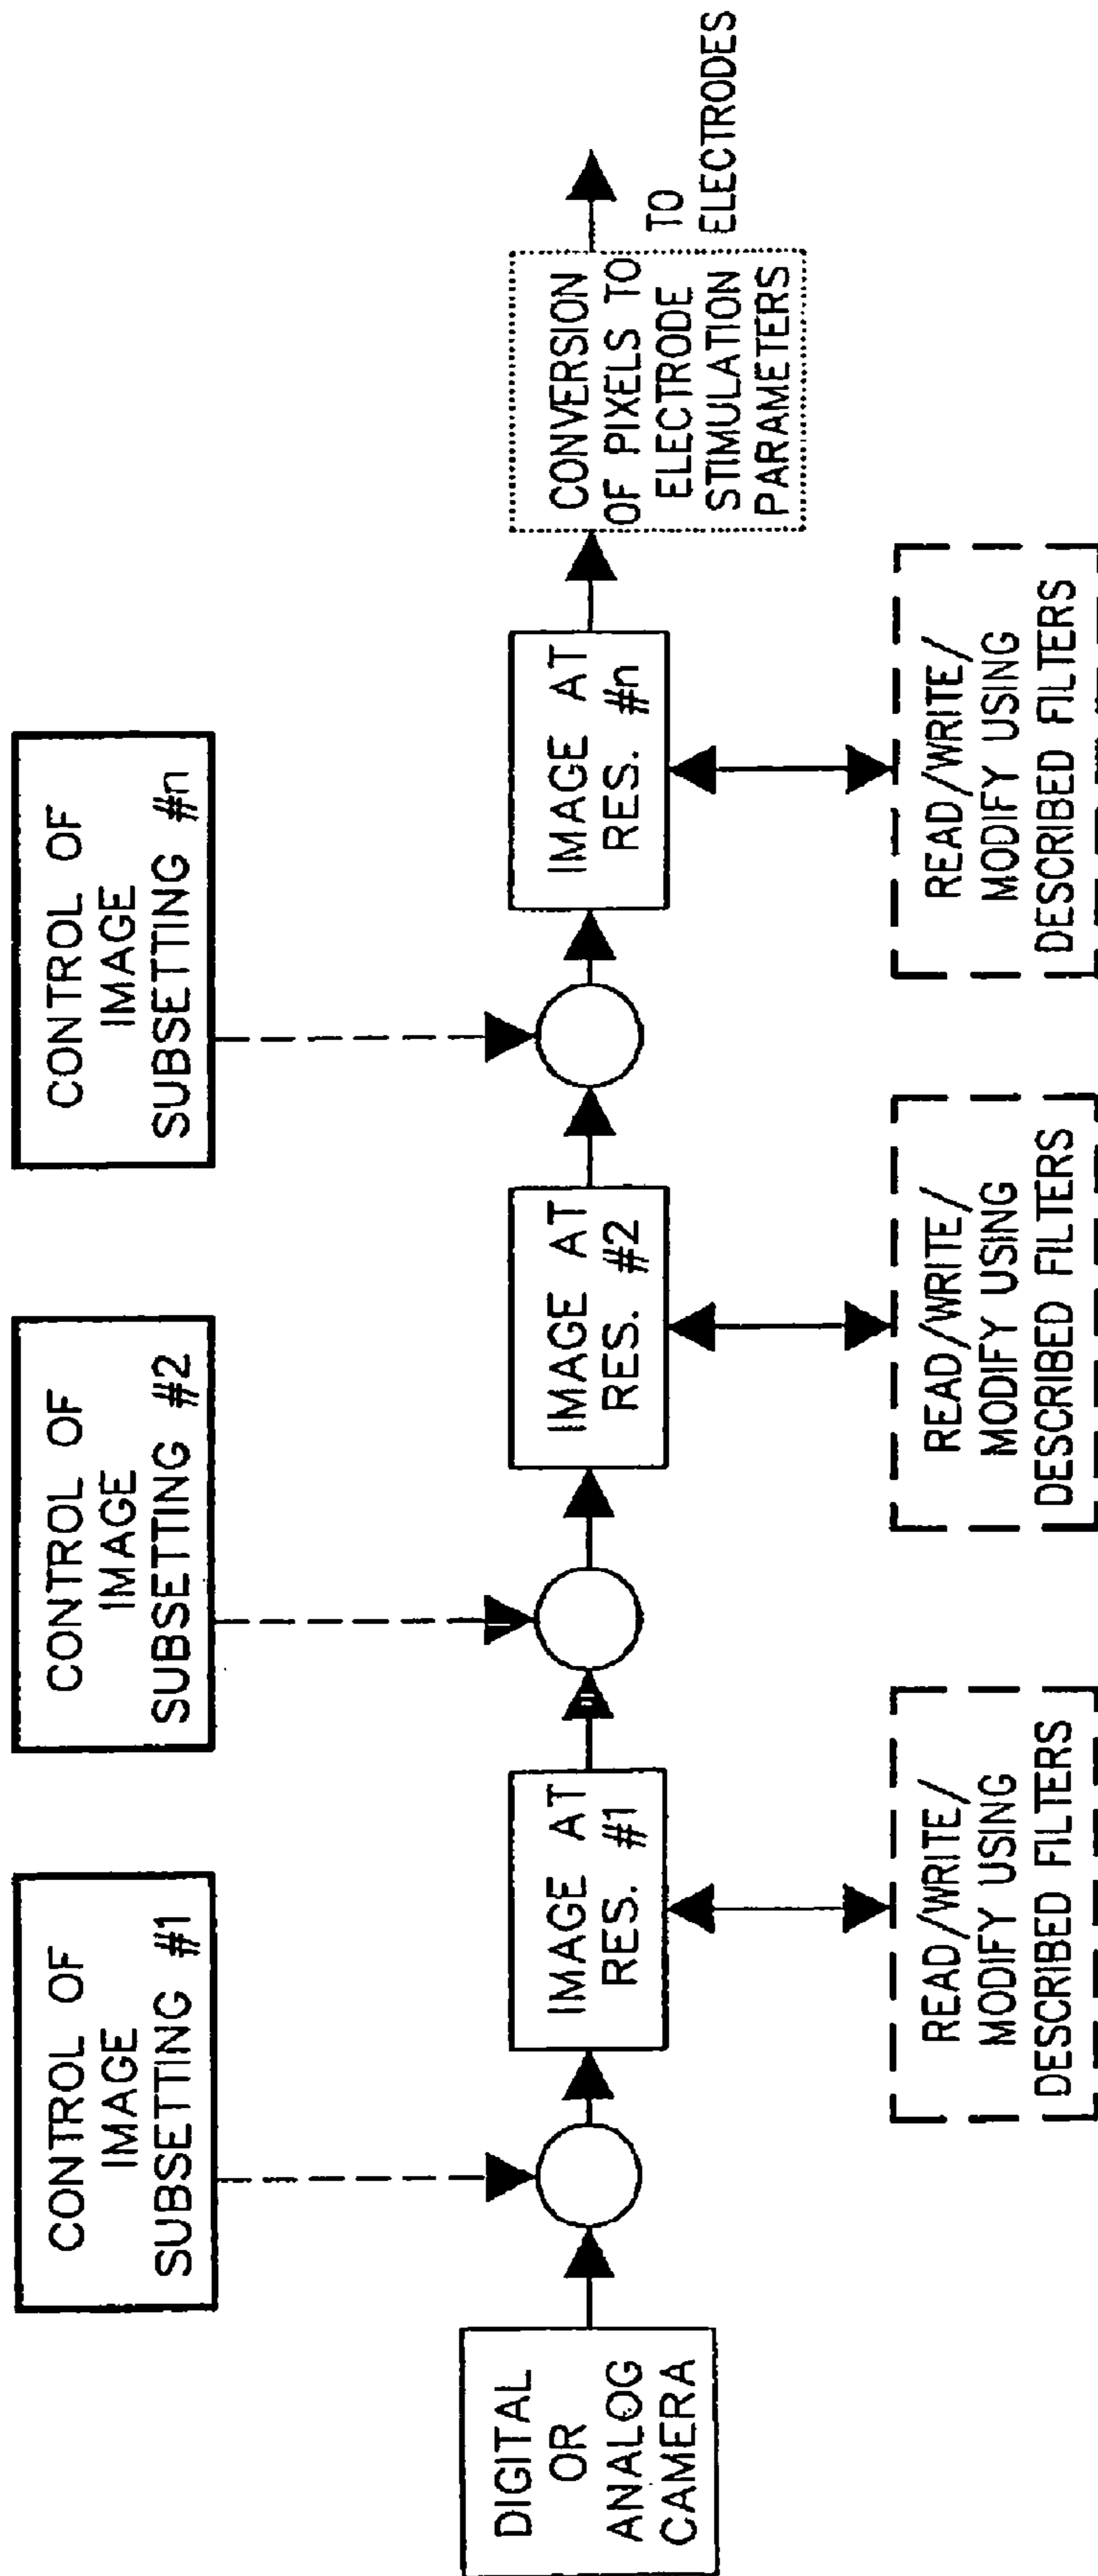 CONTROL OF
IMAGE
SUBSETTING #1
CONTROL OF
IMAGE
SUBSETTING #2
CONTROL OF
IMAGE
SUBSETTING #n
DIGITAL
OR
ANALOG
CAMERA
IMAGE AT
RES. #1
IMAGE AT
RES. #2
IMAGE AT
RES. #n
CONVERSION
OF PIXELS TO
ELECTRODE
STIMULATION
PARAMETERS
TO
ELECTRODES
READ/WRITE/
MODIFY USING
DESCRIBED FILTERS
READ/WRITE/
MODIFY USING
DESCRIBED FILTERS
READ/WRITE/
MODIFY USING
DESCRIBED FILTERS